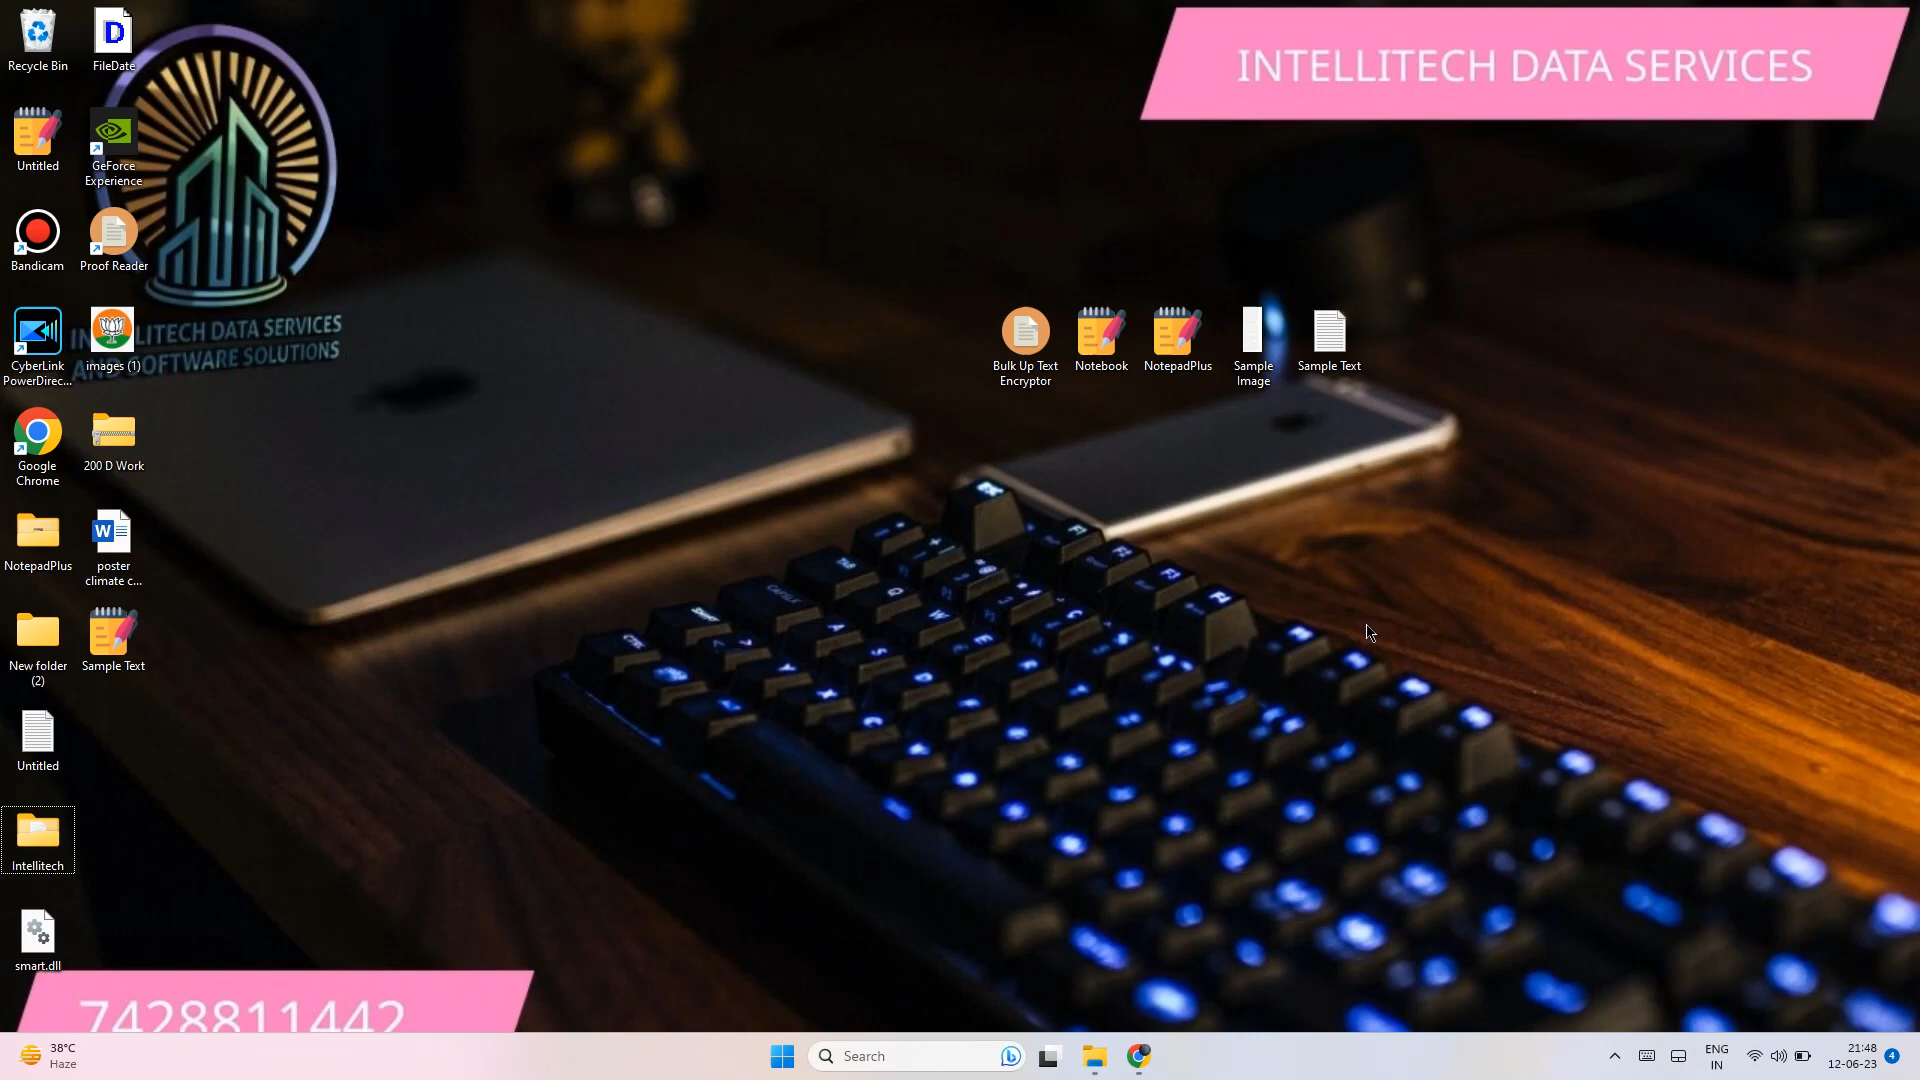 INTELLITECH DATA SERVICES
Recycle Bin
FileDate
Untitled
GeForce
Experience
Bandicam
Proof Reader
INTELLITECH DATA SERVICES
AND SOFTWARE SOLUTIONS
CyberLink
PowerDirec...
images (1)
Bulk Up Text
Encryptor
Notebook
NotepadPlus
Sample
Image
Sample Text
Google
Chrome
200 D Work
NotepadPlus
poster
climate c...
New folder
(2)
Sample Text
Untitled
Intellitech
smart.dll
7428811442
38°C
Haze
Search
ENG
IN
21:48
12-06-23
4